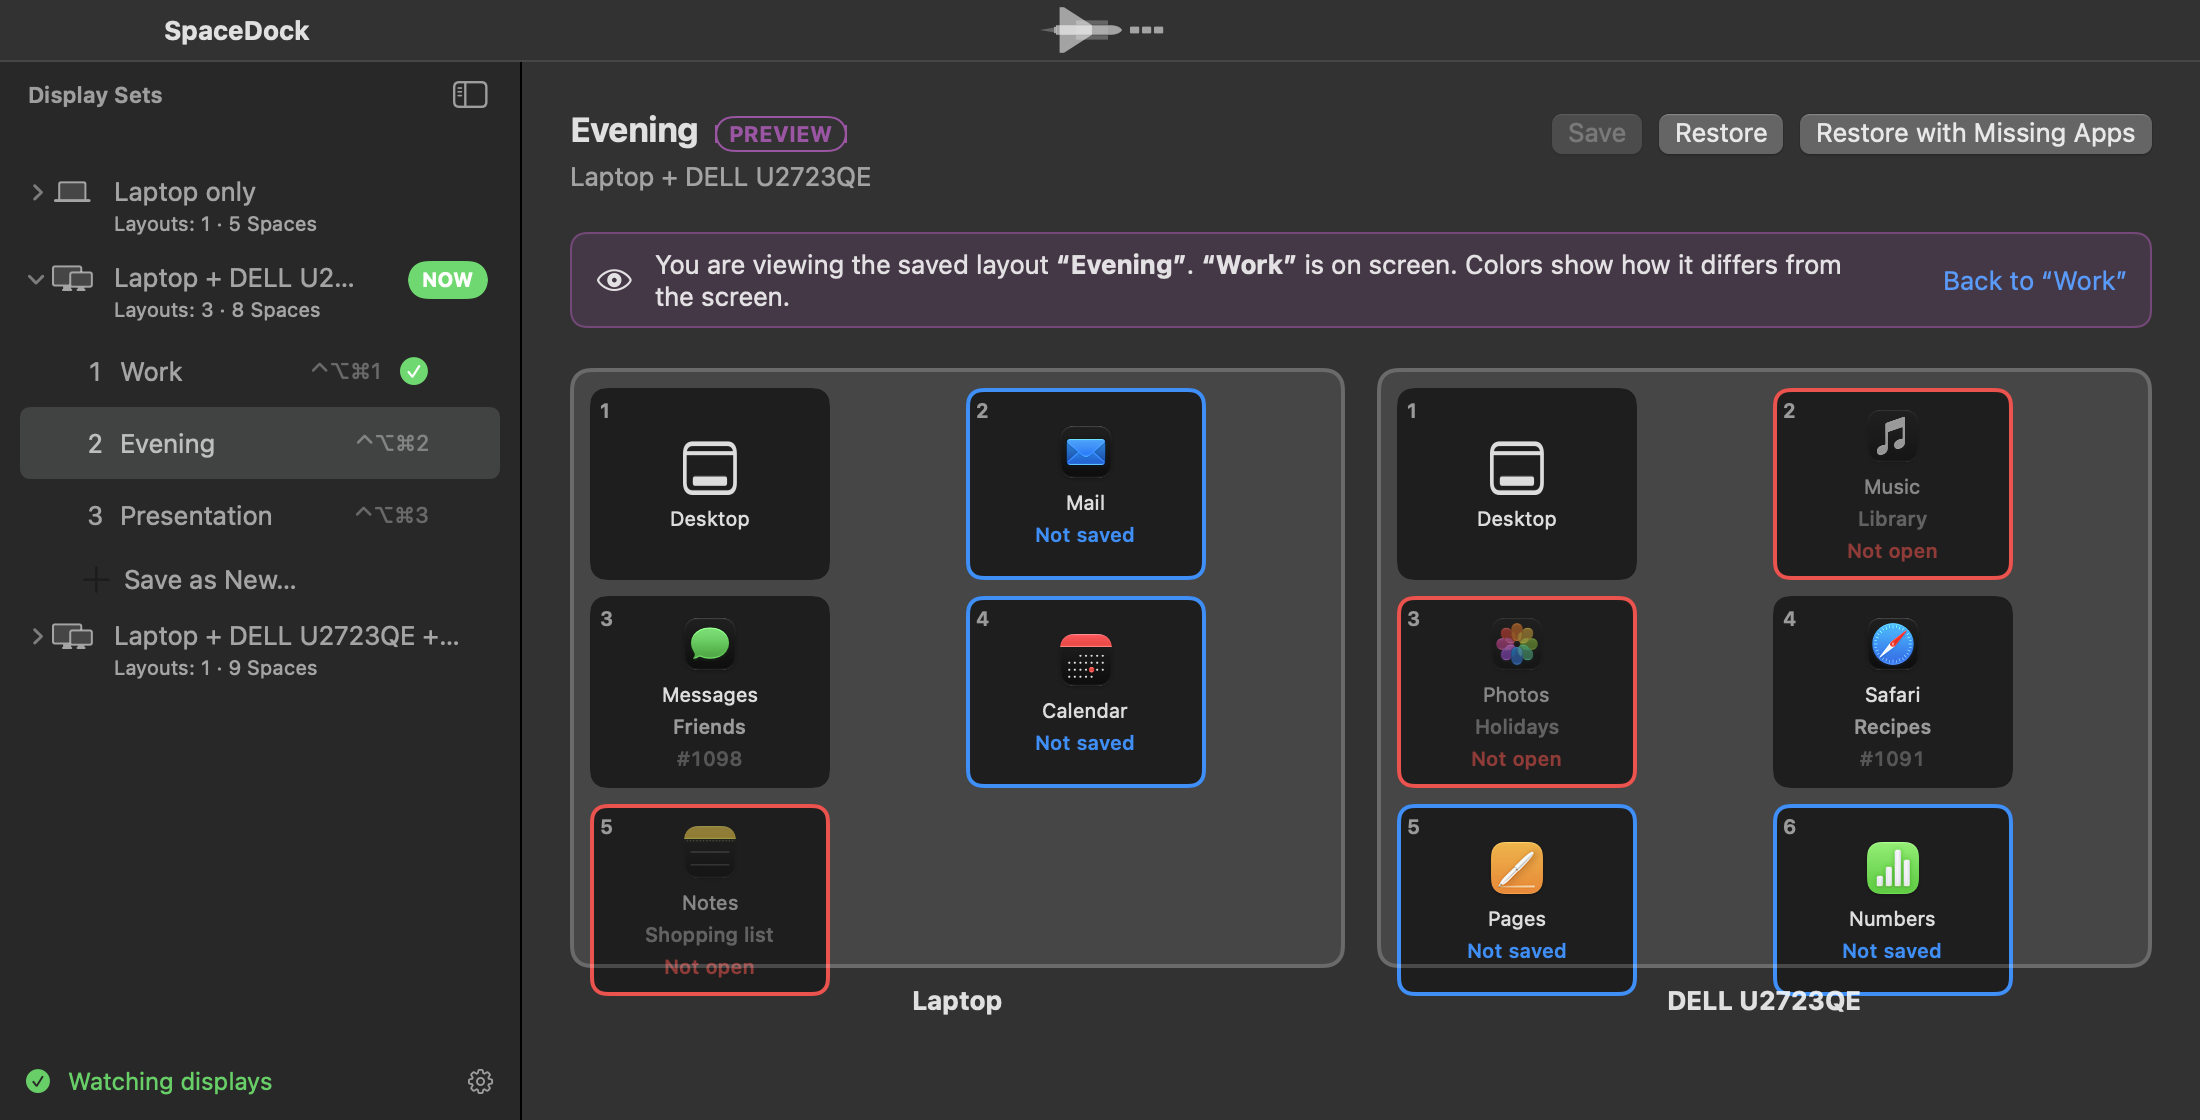 SpaceDock
Display Sets
Laptop only
Layouts: 1 · 5 Spaces
Laptop + DELL U2...
NOW
Layouts: 3 · 8 Spaces
1 Work ^⌥⌘1
2 Evening ^⌥⌘2
3 Presentation ^⌥⌘3
Save as New...
Laptop + DELL U2723QE +...
Layouts: 1 · 9 Spaces
Watching displays
Evening
PREVIEW
Laptop + DELL U2723QE
Save
Restore
Restore with Missing Apps
You are viewing the saved layout “Evening”. “Work” is on screen. Colors show how it differs from
the screen.
Back to “Work”
1
Desktop
2
Mail
Not saved
3
Messages
Friends
#1098
4
Calendar
Not saved
5
Notes
Shopping list
Not open
Laptop
1
Desktop
2
Music
Library
Not open
3
Photos
Holidays
Not open
4
Safari
Recipes
#1091
5
Pages
Not saved
6
Numbers
Not saved
DELL U2723QE